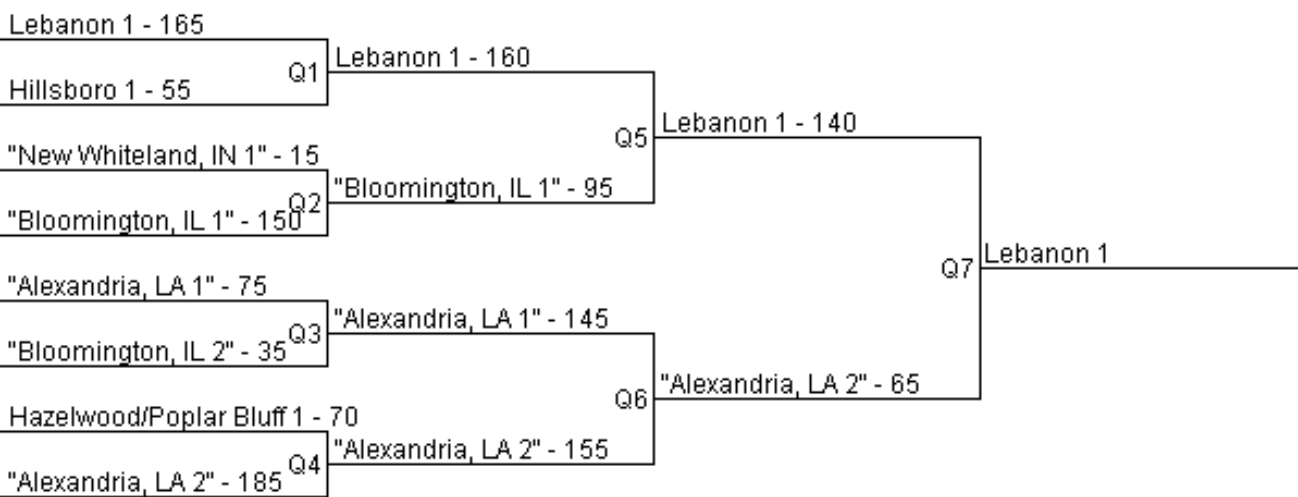 Lebanon 1 - 165
Lebanon 1 - 160
Q1
Hillsboro 1 - 55
Lebanon 1 - 140
Q5
"New Whiteland, IN 1" - 15
"Bloomington, IL 1" - 95
Q2
"Bloomington, IL 1" - 150
Lebanon 1
Q7
"Alexandria, LA 1" - 75
"Alexandria, LA 1" - 145
Q3
"Bloomington, IL 2" - 35
"Alexandria, LA 2" - 65
Q6
Hazelwood/Poplar Bluff 1 - 70
"Alexandria, LA 2" - 155
Q4
"Alexandria, LA 2" - 185